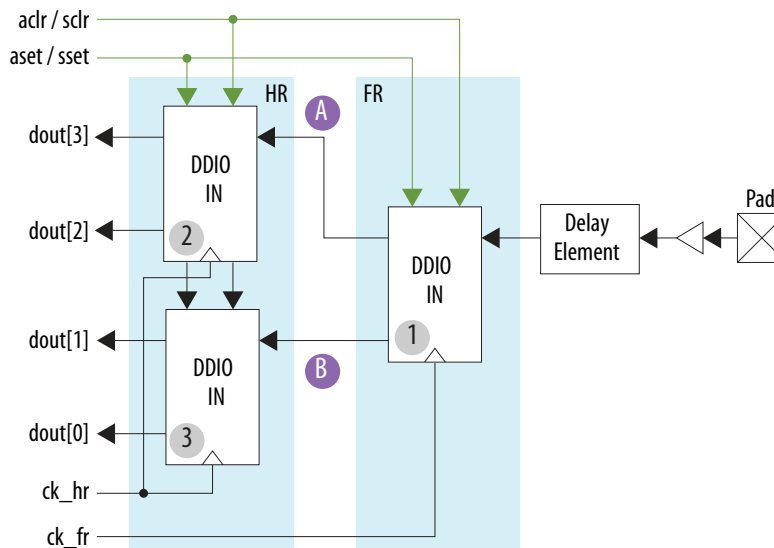 aclr / sclr
aset / sset
HR
FR
A
dout[3]
DDIO
IN
dout[2]
2
Pad
Delay
Element
DDIO
IN
1
dout[1]
DDIO
IN
B
dout[0]
3
ck_hr
ck_fr